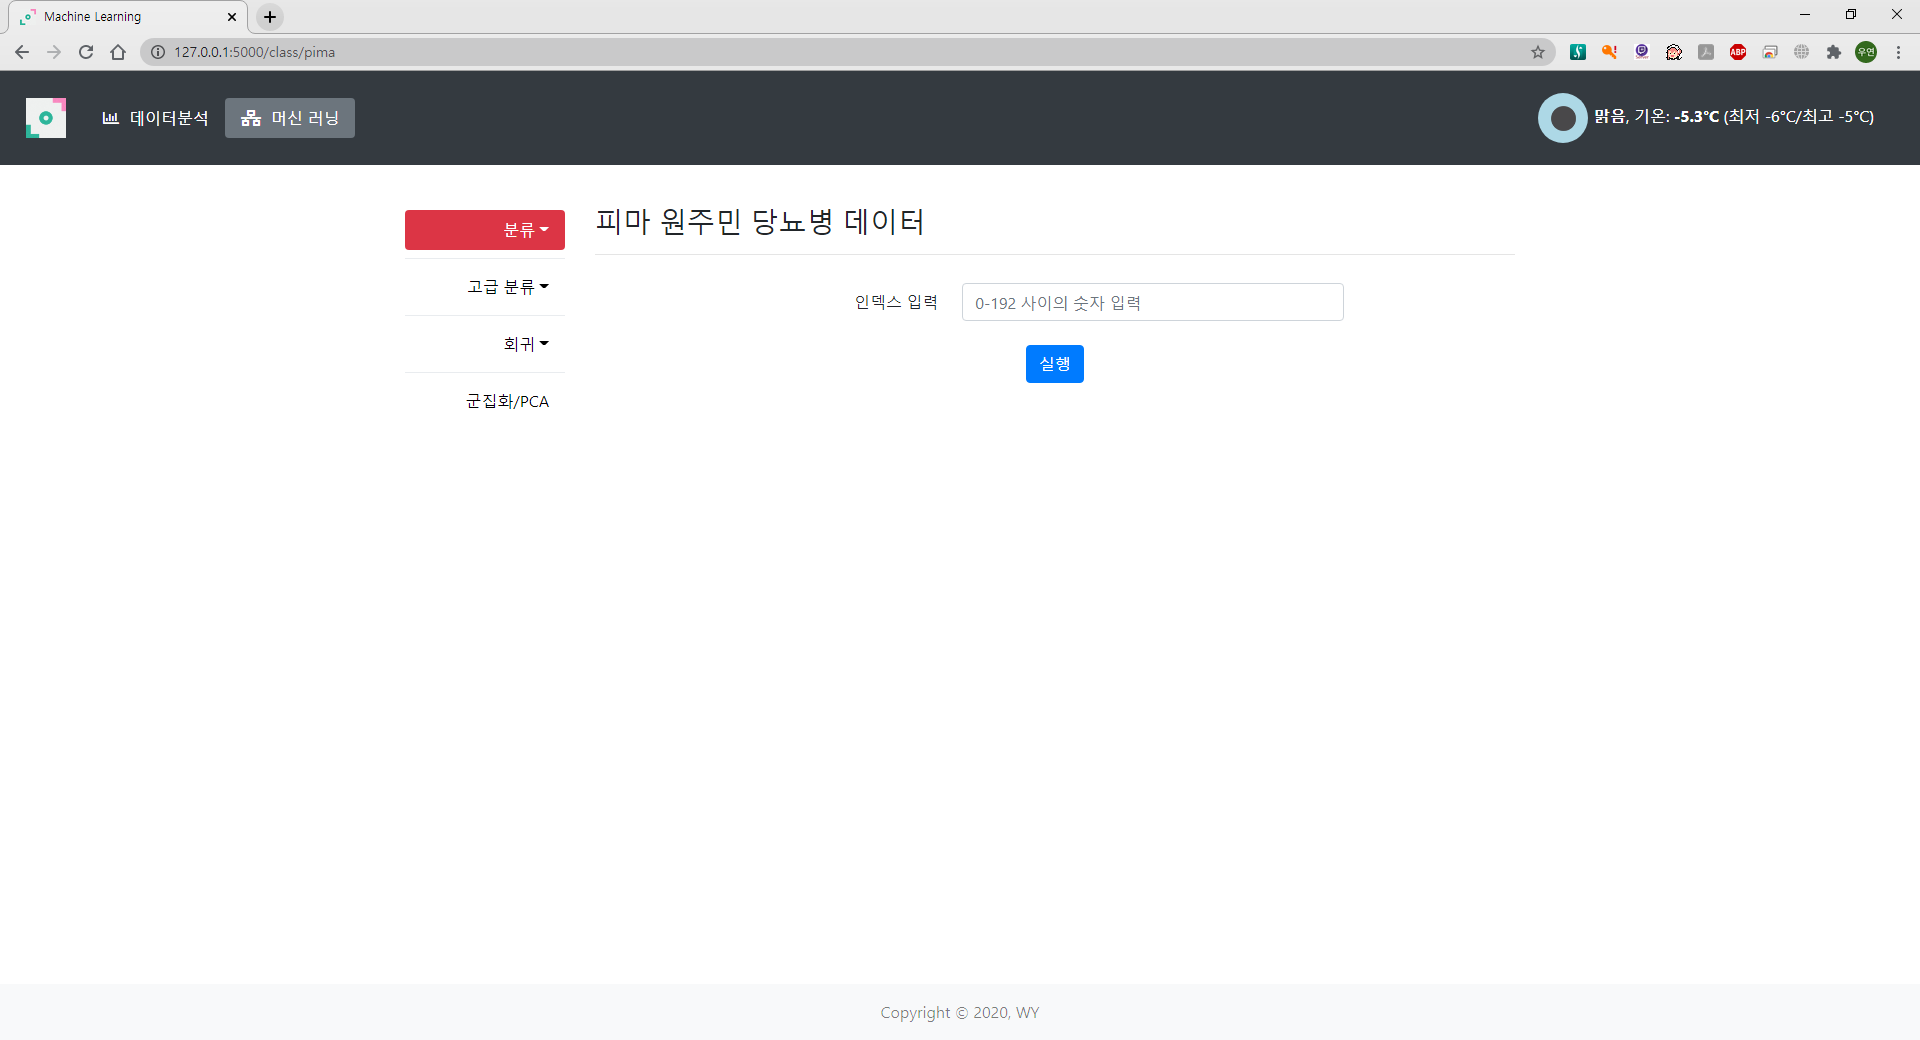 Machine Learning
127.0.0.1:5000/class/pima
ABP
우연
데이터분석
머신 러닝
맑음, 기온: -5.3℃ (최저 -6℃/최고 -5℃)
분류
고급 분류
회귀
군집화/PCA
피마 원주민 당뇨병 데이터
인덱스 입력
0-192 사이의 숫자 입력
실행
Copyright © 2020, WY